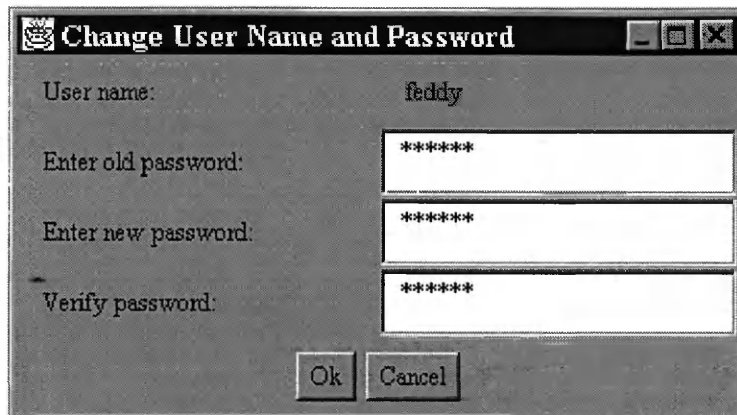 Change User Name and Password
User name: feddy
Enter old password: ******
Enter new password: ******
Verify password: ******
Ok Cancel